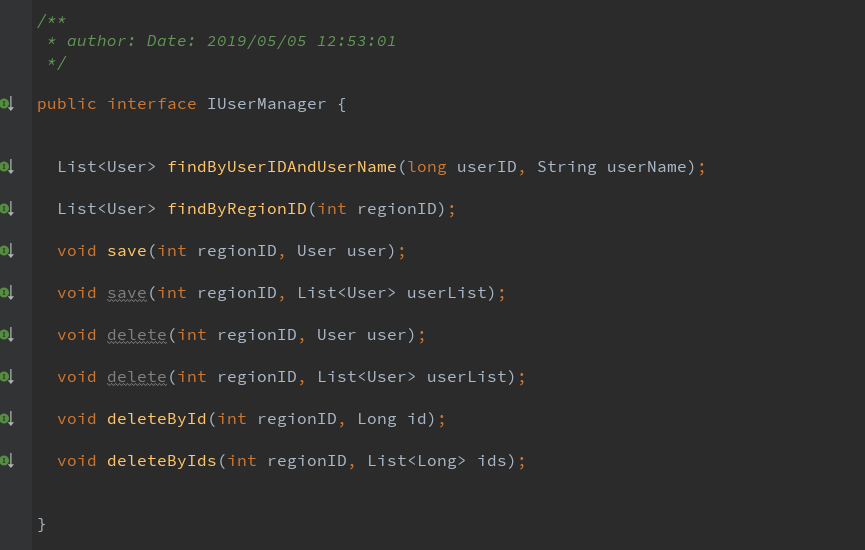 /**
* author: Date: 2019/05/05 12:53:01
*/
public interface IUserManager {
List<User> findByUserIDAndUserName(long userID, String userName);
List<User> findByRegionID(int regionID);
void save(int regionID, User user);
void save(int regionID, List<User> userList);
void delete(int regionID, User user);
void delete(int regionID, List<User> userList);
void deleteById(int regionID, Long id);
void deleteByIds(int regionID, List<Long> ids);
}